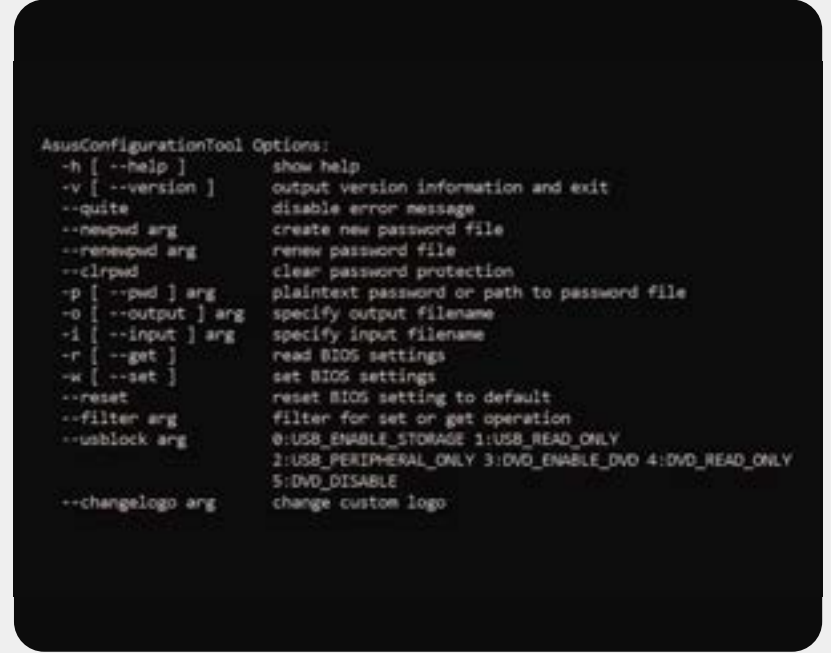 AsusConfigurationTool Options:
-h [ --help ] show help
-v [ --version ] output version information and exit
--quite disable error message
--newpwd arg create new password file
--renewpwd arg renew password file
--clrpwd clear password protection
-p [ --pwd ] arg plaintext password or path to password file
-o [ --output ] arg specify output filename
-i [ --input ] arg specify input filename
-r [ --get ] read BIOS settings
-w [ --set ] set BIOS settings
--reset reset BIOS setting to default
--filter arg filter for set or get operation
--usblock arg 0:USB_ENABLE_STORAGE 1:USB_READ_ONLY
2:USB_PERIPHERAL_ONLY 3:DVD_ENABLE_DVD 4:DVD_READ_ONLY
5:DVD_DISABLE
--changelogo arg change custom logo